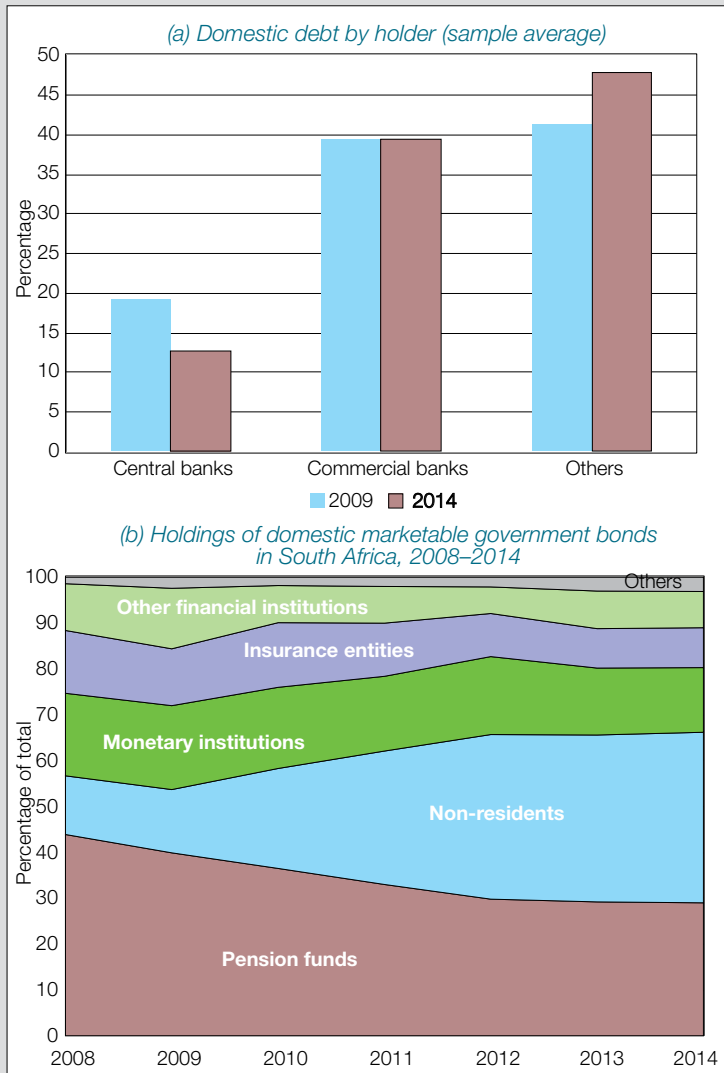 (a) Domestic debt by holder (sample average)
50
45
40
35
30
25
20
15
10
5
0
Percentage
Central banks Commercial banks Others
2009 2014
(b) Holdings of domestic marketable government bonds
in South Africa, 2008–2014
100
90
80
70
60
50
40
30
20
10
0
Percentage of total
Others
Other financial institutions
Insurance entities
Monetary institutions
Non-residents
Pension funds
2008 2009 2010 2011 2012 2013 2014